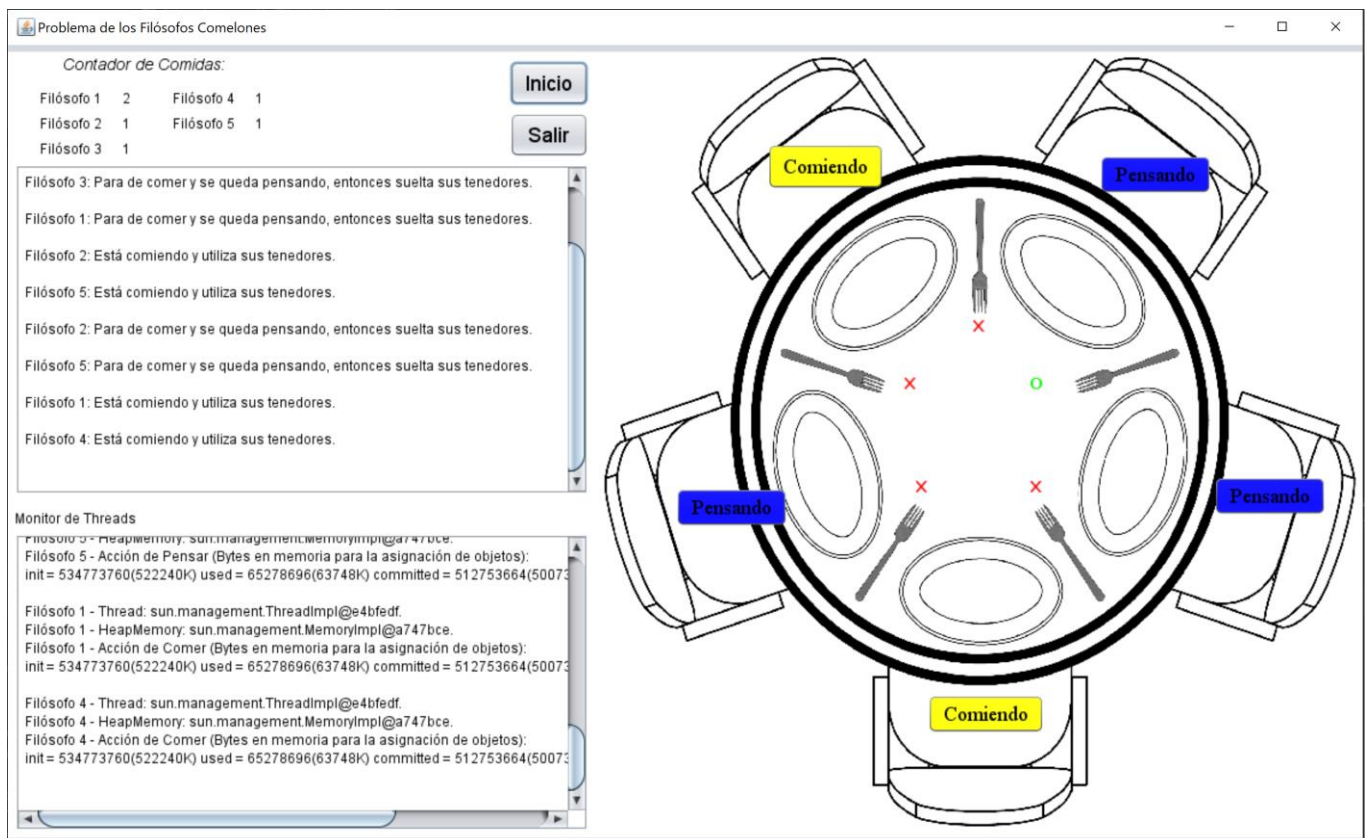 Problema de los Filósofos Comelones
Contador de Comidas:
Filósofo 1 2 Filósofo 4 1
Filósofo 2 1 Filósofo 5 1
Filósofo 3 1
Inicio
Salir
Filósofo 3: Para de comer y se queda pensando, entonces suelta sus tenedores.
Filósofo 1: Para de comer y se queda pensando, entonces suelta sus tenedores.
Filósofo 2: Está comiendo y utiliza sus tenedores.
Filósofo 5: Está comiendo y utiliza sus tenedores.
Filósofo 2: Para de comer y se queda pensando, entonces suelta sus tenedores.
Filósofo 5: Para de comer y se queda pensando, entonces suelta sus tenedores.
Filósofo 1: Está comiendo y utiliza sus tenedores.
Filósofo 4: Está comiendo y utiliza sus tenedores.
Monitor de Threads
Filósofo 5 - HeapMemory: sun.management.MemoryImpl@a747bce.
Filósofo 5 - Acción de Pensar (Bytes en memoria para la asignación de objetos):
init = 534773760(522240K) used = 65278696(63748K) committed = 512753664(50073
Filósofo 1 - Thread: sun.management.ThreadImpl@e4bfedf.
Filósofo 1 - HeapMemory: sun.management.MemoryImpl@a747bce.
Filósofo 1 - Acción de Comer (Bytes en memoria para la asignación de objetos):
init = 534773760(522240K) used = 65278696(63748K) committed = 512753664(50073
Filósofo 4 - Thread: sun.management.ThreadImpl@e4bfedf.
Filósofo 4 - HeapMemory: sun.management.MemoryImpl@a747bce.
Filósofo 4 - Acción de Comer (Bytes en memoria para la asignación de objetos):
init = 534773760(522240K) used = 65278696(63748K) committed = 512753664(50073
Comiendo
Pensando
X
X
O
X
X
Pensando
Pensando
Comiendo